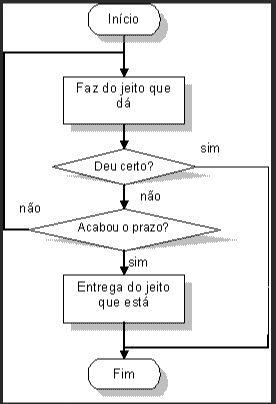 Início
Faz do jeito que
dá
sim
Deu certo?
não
não
Acabou o prazo?
sim
Entrega do jeito
que está
Fim